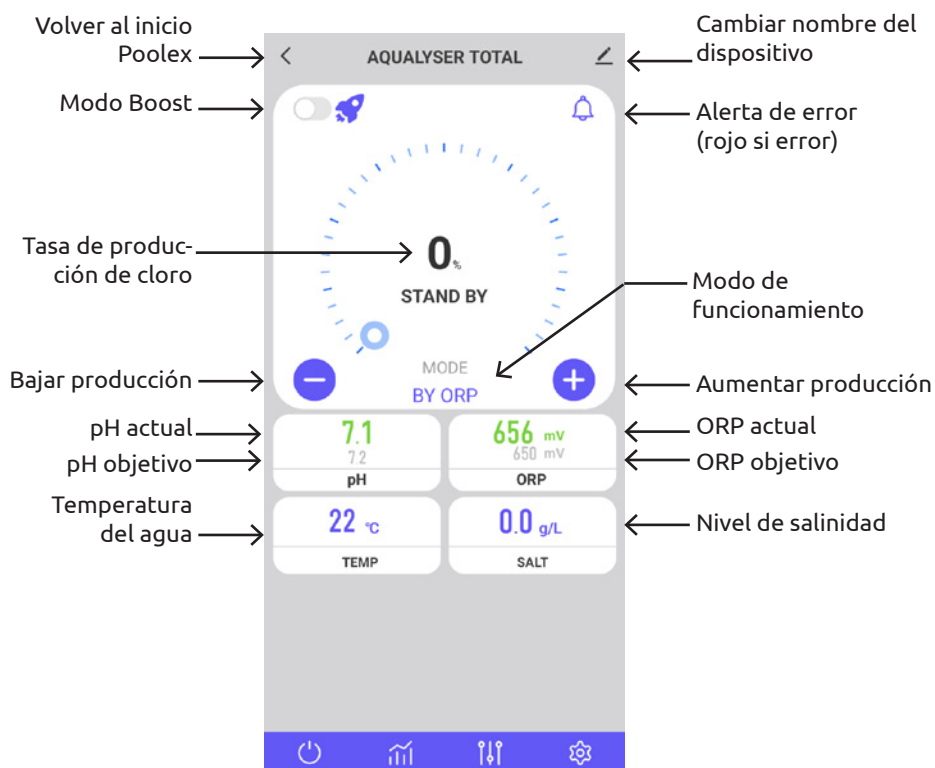 Volver al inicio
Poolex
Cambiar nombre del
dispositivo
AQUALYSER TOTAL
Modo Boost
Alerta de error
(rojo si error)
Tasa de produc-
ción de cloro
0%
STAND BY
Modo de
funcionamiento
MODE
BY ORP
Bajar producción
Aumentar producción
pH actual
7.1
656 mV
ORP actual
pH objetivo
7.2
650 mV
ORP objetivo
pH
ORP
Temperatura
del agua
22 °C
0.0 g/L
Nivel de salinidad
TEMP
SALT